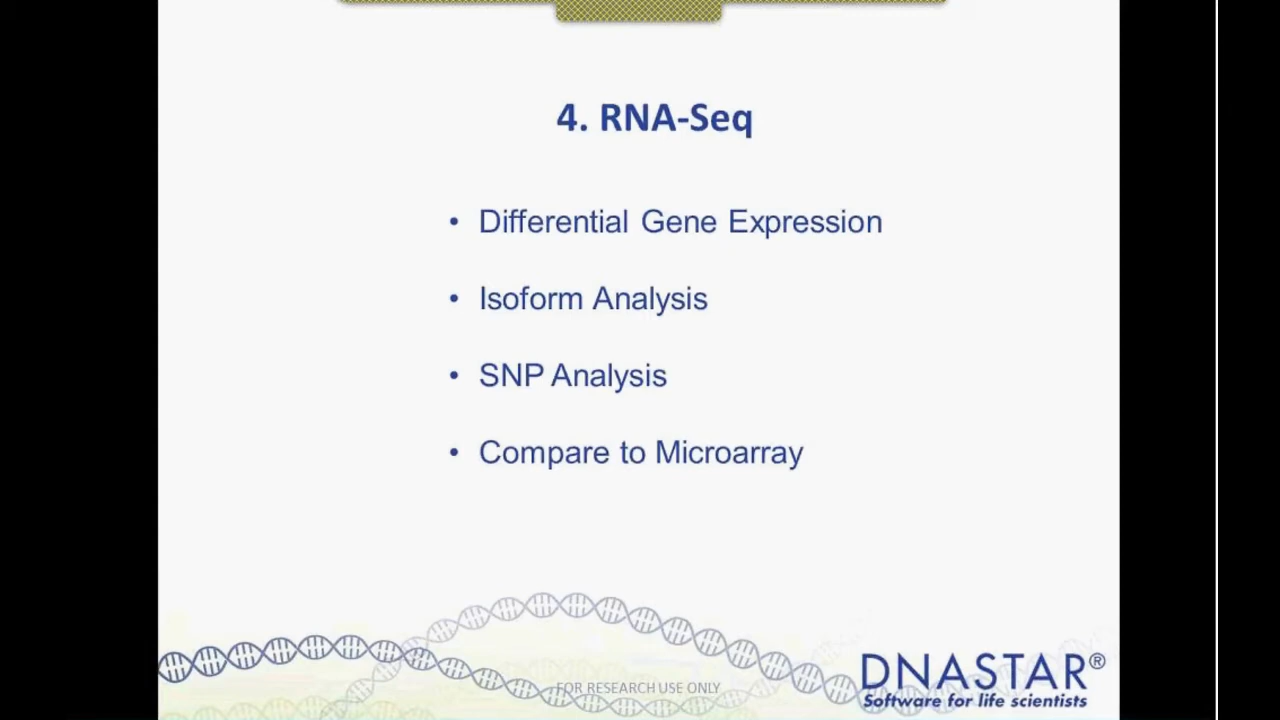 4. RNA-Seq
• Differential Gene Expression
• Isoform Analysis
• SNP Analysis
• Compare to Microarray
FOR RESEARCH USE ONLY
DNASTAR®
Software for life scientists